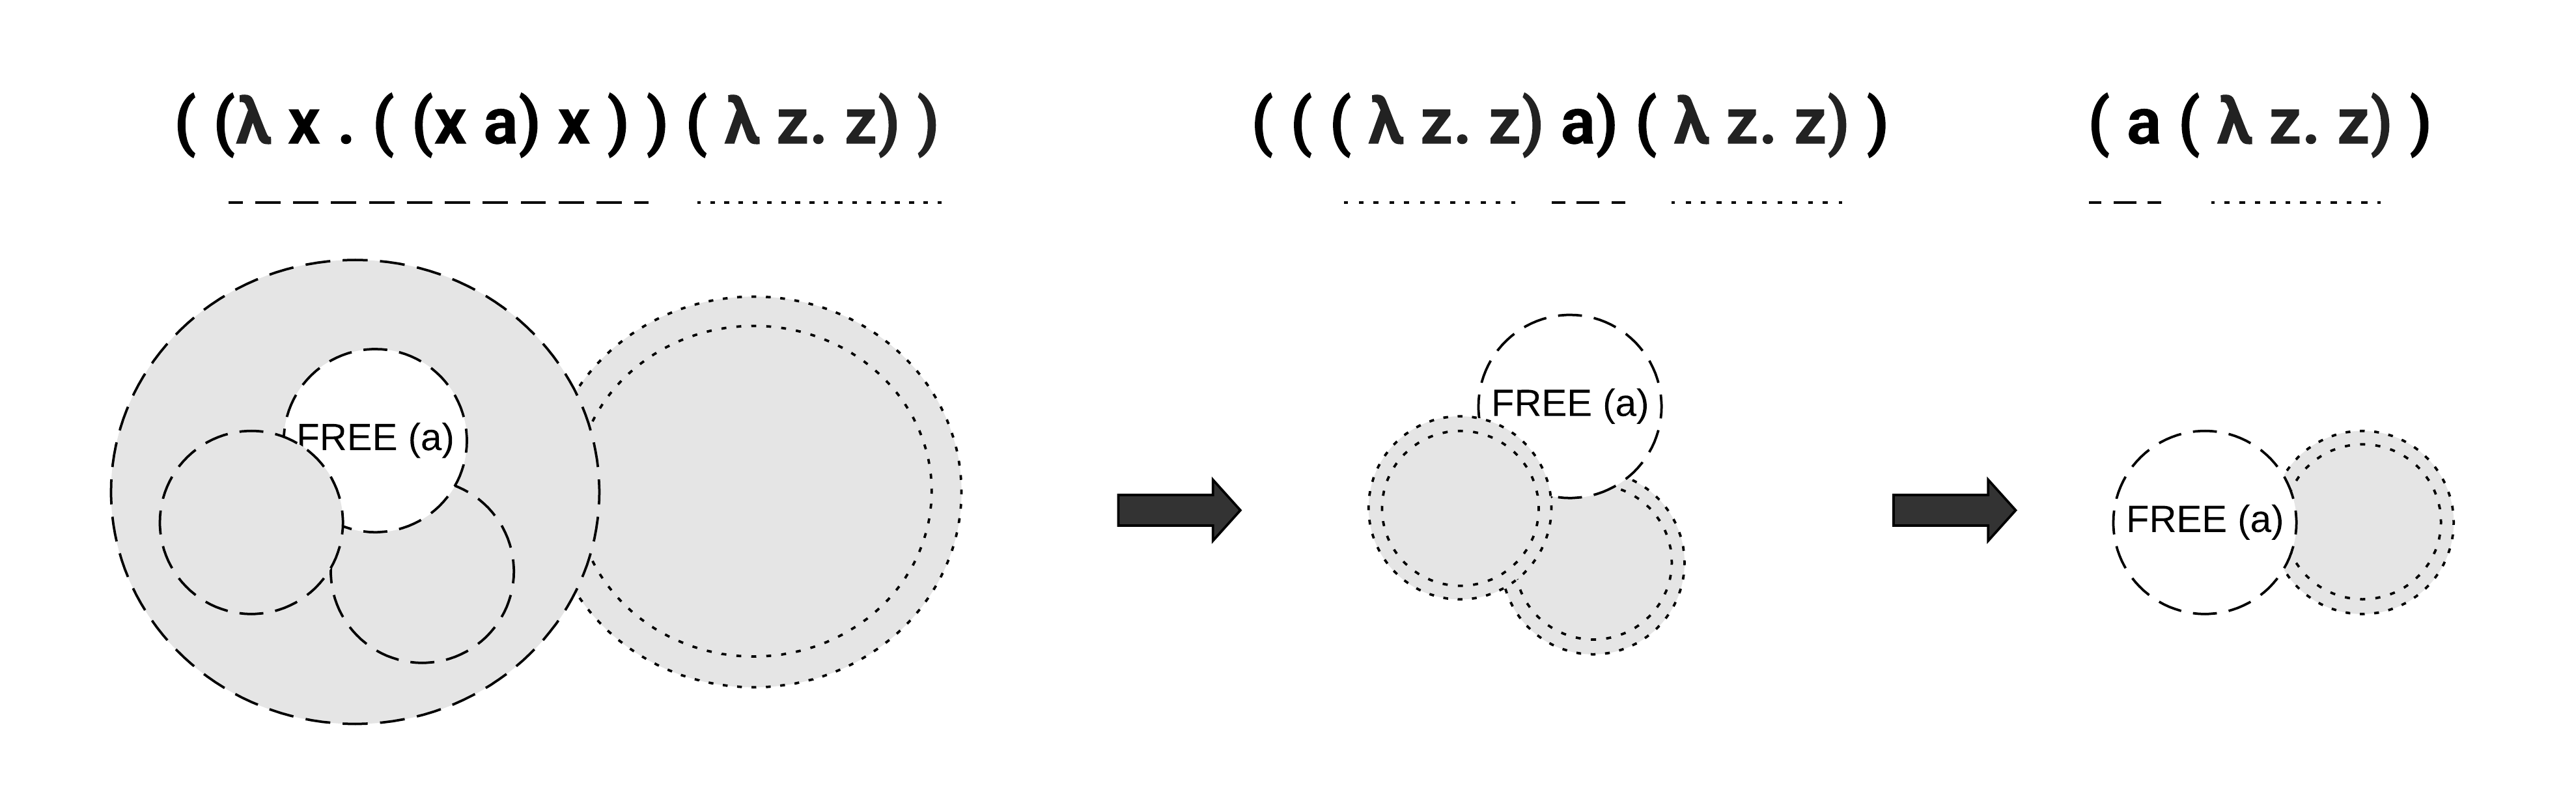 ( ( λ x . ( ( x a ) x ) ) ( λ z. z ) )
( ( ( λ z. z ) a ) ( λ z. z ) )
( a ( λ z. z ) )
FREE (a)
FREE (a)
FREE (a)